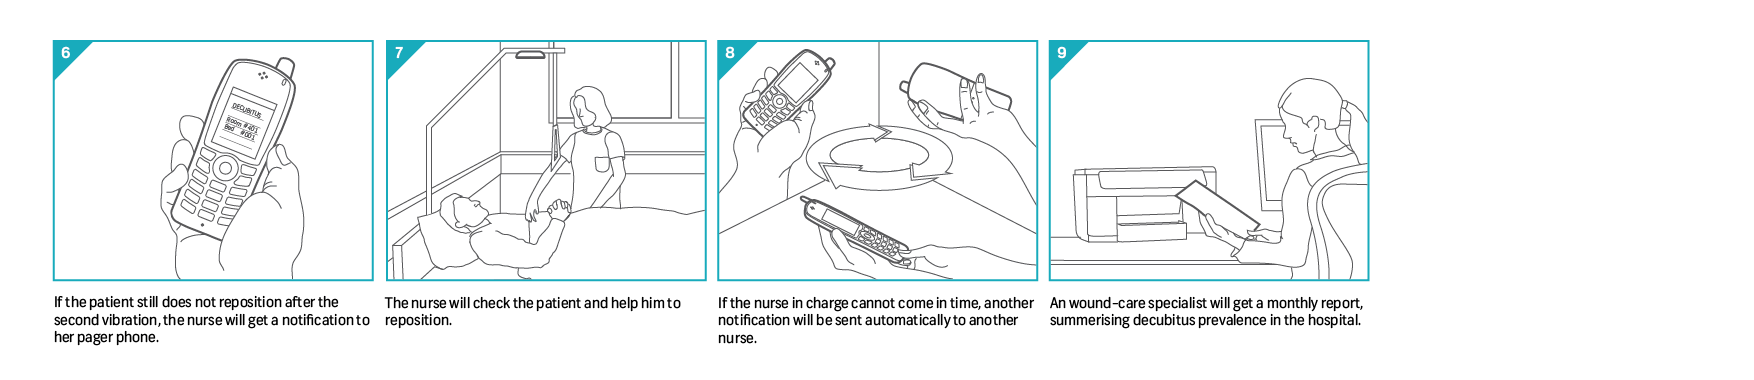 6
DECUBITUS
Room #401
Bed #001
If the patient still does not reposition after the
second vibration, the nurse will get a notification to
her pager phone.
7
The nurse will check the patient and help him to
reposition.
8
If the nurse in charge cannot come in time, another
notification will be sent automatically to another
nurse.
9
An wound-care specialist will get a monthly report,
summerising decubitus prevalence in the hospital.